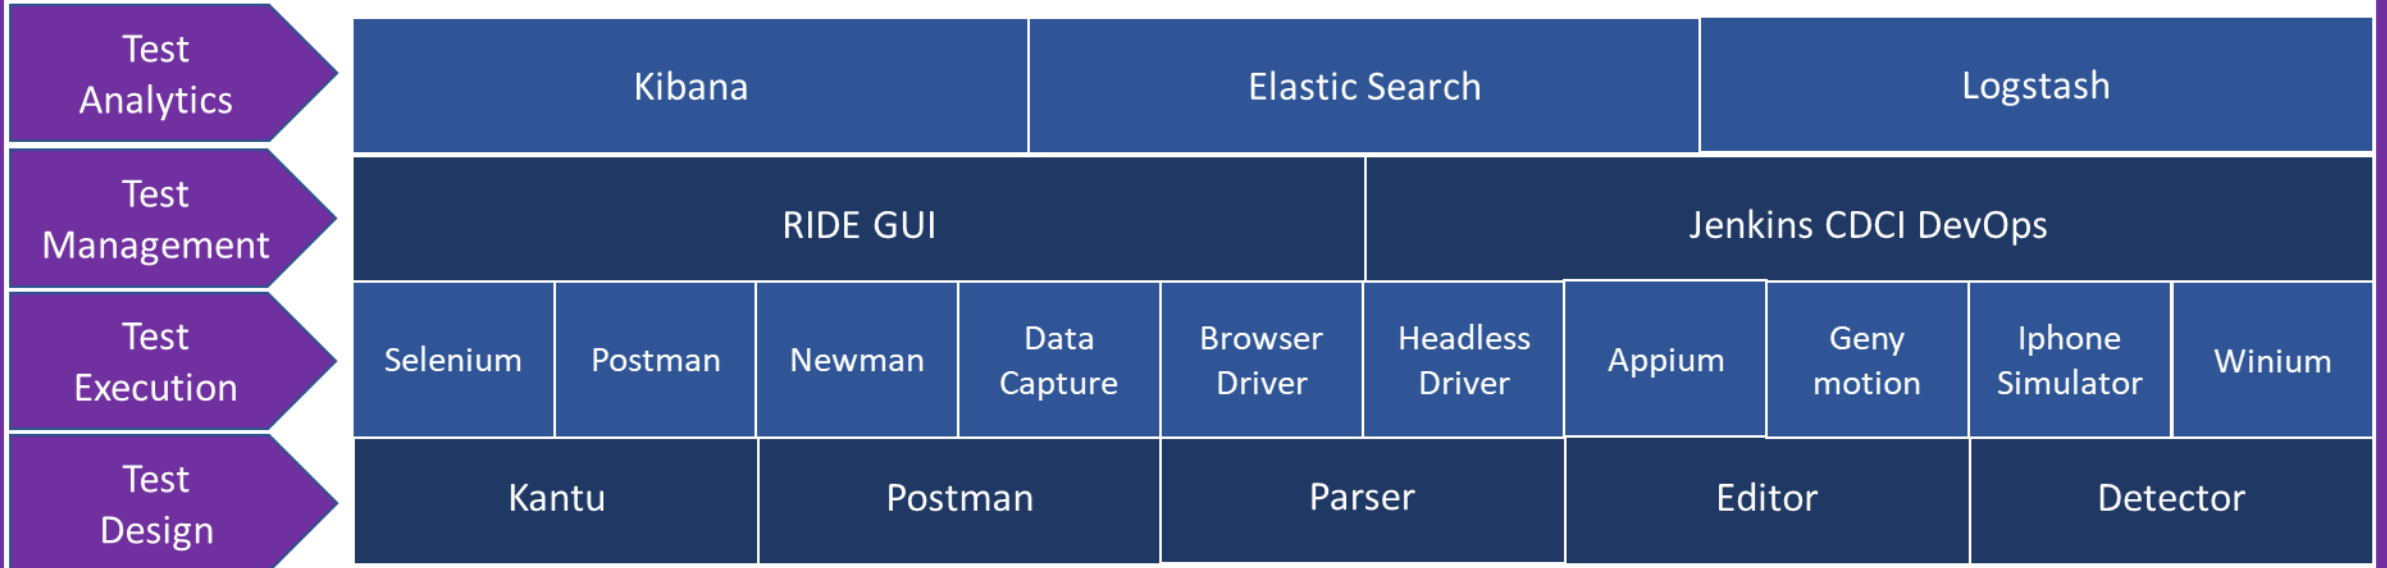 Test
Analytics
Kibana
Elastic Search
Logstash
Test
Management
RIDE GUI
Jenkins CDCI DevOps
Test
Execution
Selenium
Postman
Newman
Data
Capture
Browser
Driver
Headless
Driver
Appium
Geny
motion
Iphone
Simulator
Winium
Test
Design
Kantu
Postman
Parser
Editor
Detector